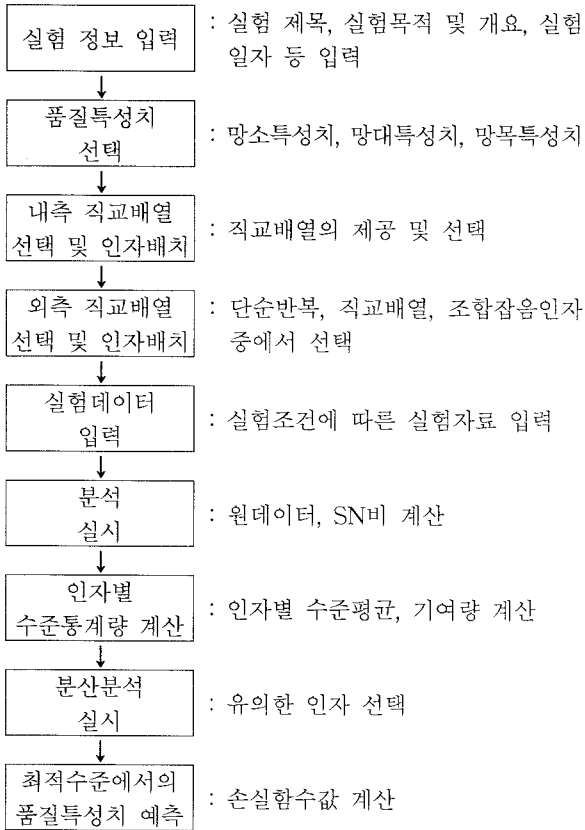 실험 정보 입력
: 실험 제목, 실험목적 및 개요, 실험
일자 등 입력
품질특성치
선택
: 망소특성치, 망대특성치, 망목특성치
내측 직교배열
선택 및 인자배치
: 직교배열의 제공 및 선택
외측 직교배열
선택 및 인자배치
: 단순반복, 직교배열, 조합잡음인자
중에서 선택
실험데이터
입력
: 실험조건에 따른 실험자료 입력
분석
실시
: 원데이터, SN비 계산
인자별
수준통계량 계산
: 인자별 수준평균, 기여량 계산
분산분석
실시
: 유의한 인자 선택
최적수준에서의
품질특성치 예측
: 손실함수값 계산